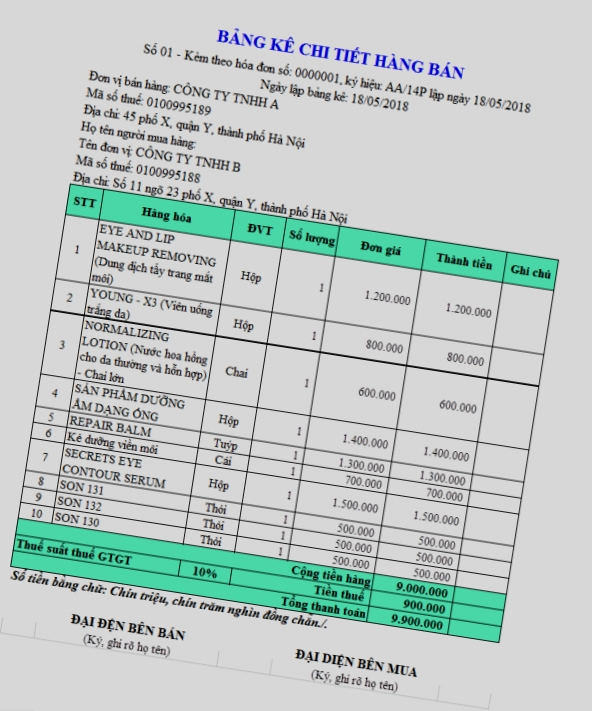 BẢNG KÊ CHI TIẾT HÀNG BÁN
Số 01 - Kèm theo hóa đơn số: 0000001, ký hiệu: AA/14P lập ngày 18/05/2018
Ngày lập bảng kê: 18/05/2018
Đơn vị bán hàng: CÔNG TY TNHH A
Mã số thuế: 0100995189
Địa chỉ: 45 phố X, quận Y, thành phố Hà Nội
Họ tên người mua hàng:
Tên đơn vị: CÔNG TY TNHH B
Mã số thuế: 0100995188
Địa chỉ: Số 11 ngõ 23 phố X, quận Y, thành phố Hà Nội
STT Hàng hóa ĐVT Số lượng Đơn giá Thành tiền Ghi chú
1 EYE AND LIP MAKEUP REMOVING (Dung dịch tẩy trang mắt môi) Hộp 1 1.200.000 1.200.000
2 YOUNG - X3 (Viên uống trắng da) Hộp 1 800.000 800.000
3 NORMALIZING LOTION (Nước hoa hồng cho da thường và hỗn hợp) - Chai lớn Chai 1 600.000 600.000
4 SẢN PHẨM DƯỠNG ẨM DẠNG ỐNG Hộp 1 1.400.000 1.400.000
5 REPAIR BALM Tuýp 1 1.300.000 1.300.000
6 Kẻ dưỡng viền môi Cái 1 700.000 700.000
7 SECRETS EYE CONTOUR SERUM Hộp 1 1.500.000 1.500.000
8 SON 131 Thỏi 1 500.000 500.000
9 SON 132 Thỏi 1 500.000 500.000
10 SON 130 Thỏi 1 500.000 500.000
Cộng tiền hàng 9.000.000
Thuế suất thuế GTGT 10% Tiền thuế 900.000
Tổng thanh toán 9.900.000
Số tiền bằng chữ: Chín triệu, chín trăm nghìn đồng chẵn./.
ĐẠI ĐỆN BÊN BÁN
(Ký, ghi rõ họ tên)
ĐẠI DIỆN BÊN MUA
(Ký, ghi rõ họ tên)